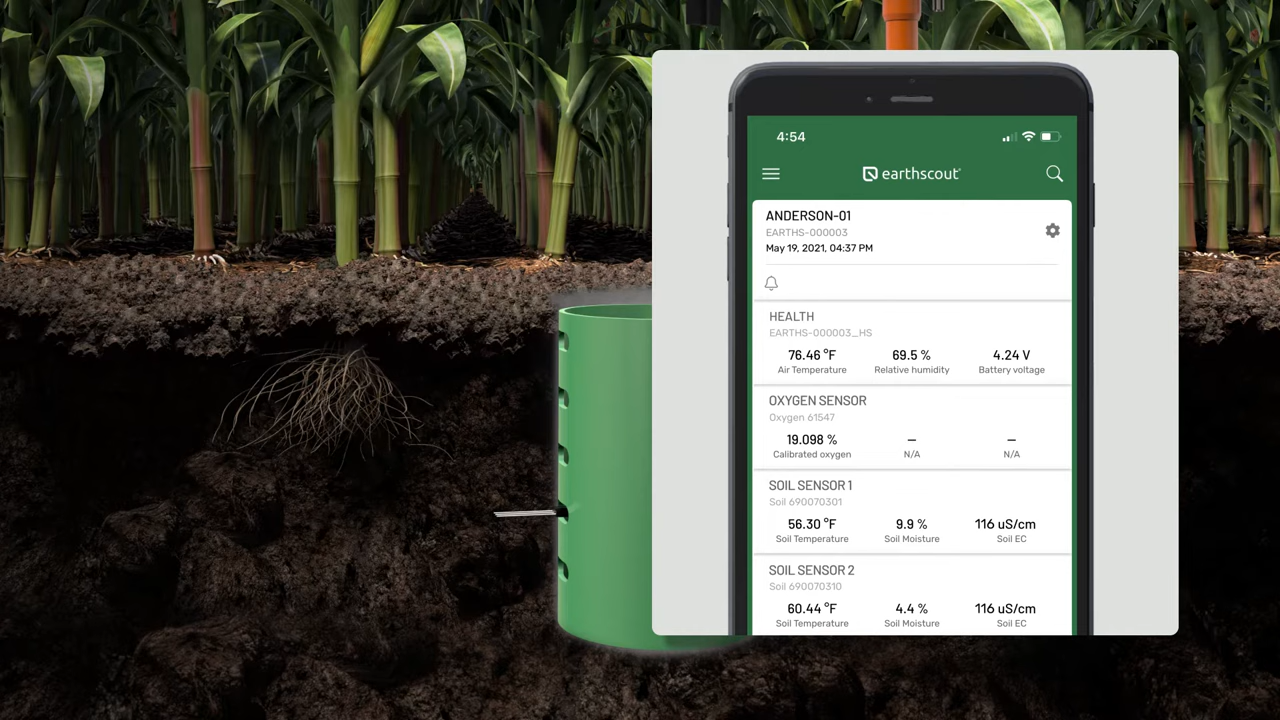 4:54
earthscout
ANDERSON-01
EARTHS-000003
May 19, 2021, 04:37 PM
HEALTH
EARTHS-000003_HS
76.46 °F 69.5 % 4.24 V
Air Temperature Relative humidity Battery voltage
OXYGEN SENSOR
Oxygen 61547
19.098 % – –
Calibrated oxygen N/A N/A
SOIL SENSOR 1
Soil 690070301
56.30 °F 9.9 % 116 uS/cm
Soil Temperature Soil Moisture Soil EC
SOIL SENSOR 2
Soil 690070310
60.44 °F 4.4 % 116 uS/cm
Soil Temperature Soil Moisture Soil EC